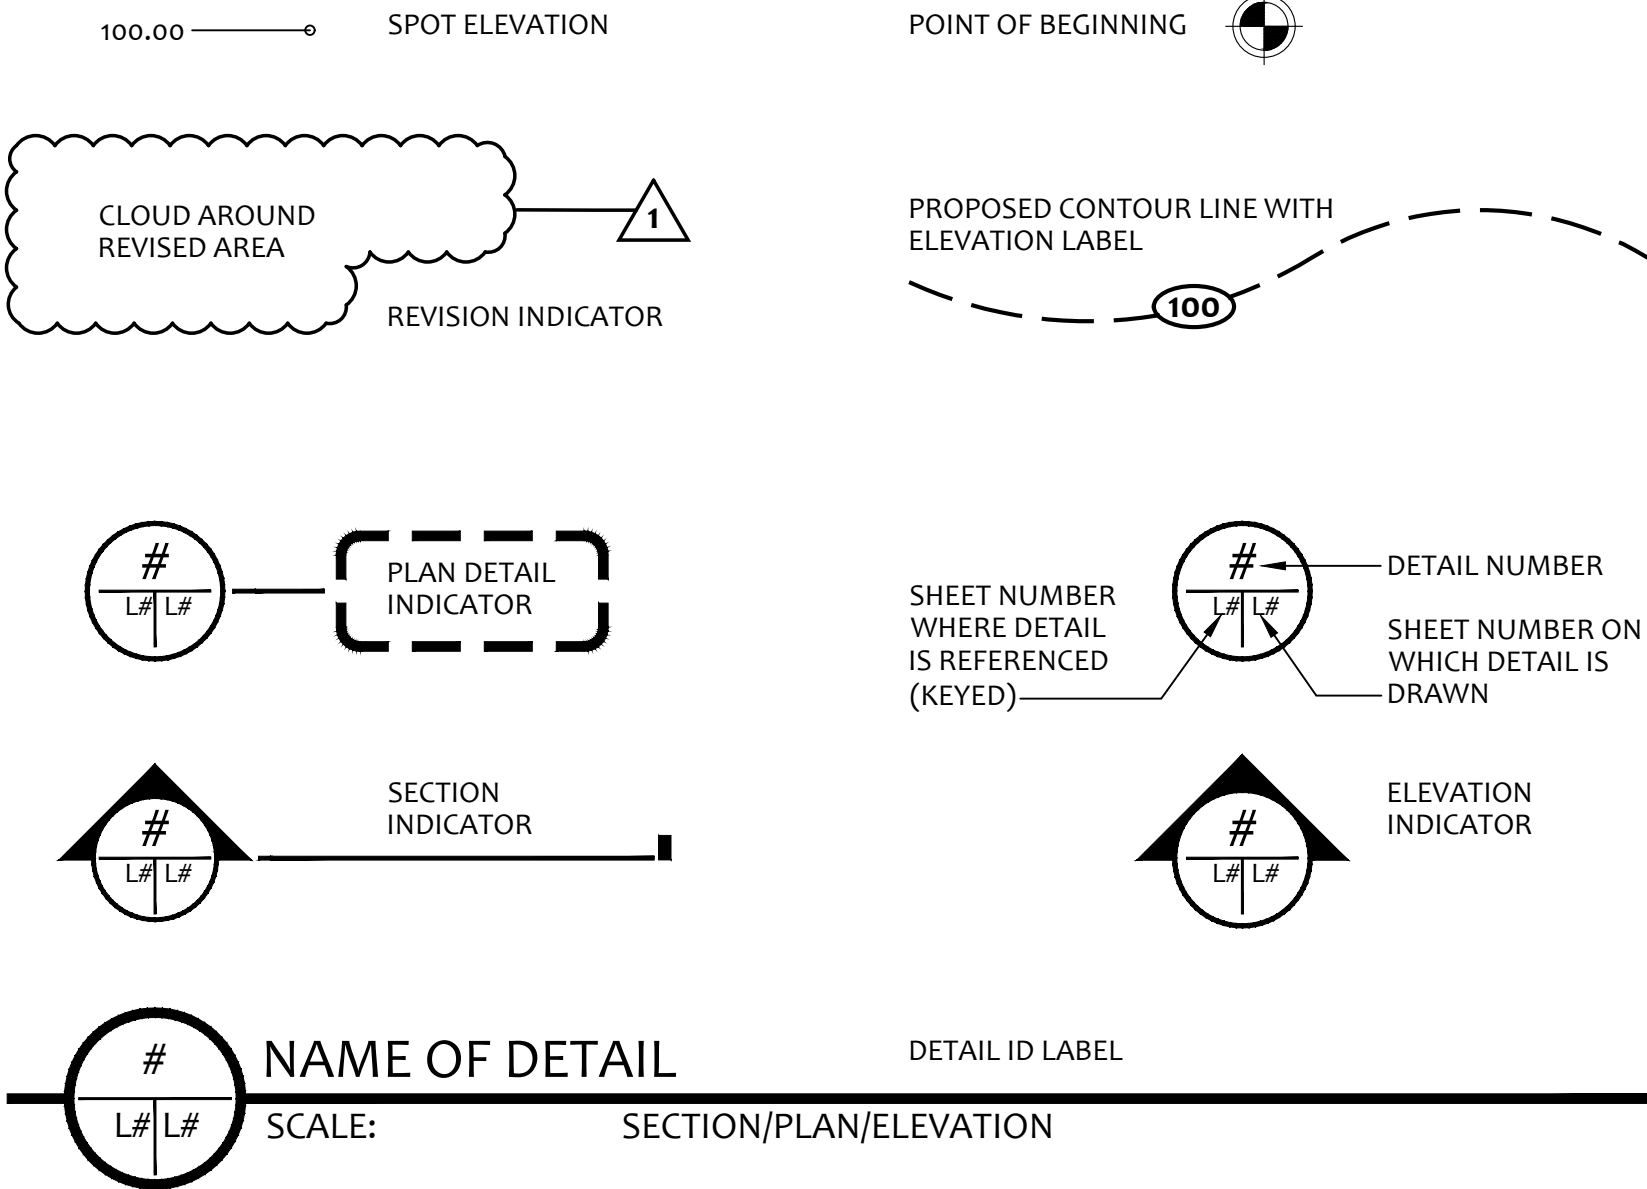 100.00
SPOT ELEVATION
POINT OF BEGINNING
CLOUD AROUND
REVISED AREA
1
REVISION INDICATOR
PROPOSED CONTOUR LINE WITH
ELEVATION LABEL
100
#
L# L#
PLAN DETAIL
INDICATOR
SHEET NUMBER
WHERE DETAIL
IS REFERENCED
(KEYED)
#
L# L#
DETAIL NUMBER
SHEET NUMBER ON
WHICH DETAIL IS
DRAWN
#
L# L#
SECTION
INDICATOR
#
L# L#
ELEVATION
INDICATOR
#
L# L#
NAME OF DETAIL
SCALE:
SECTION/PLAN/ELEVATION
DETAIL ID LABEL